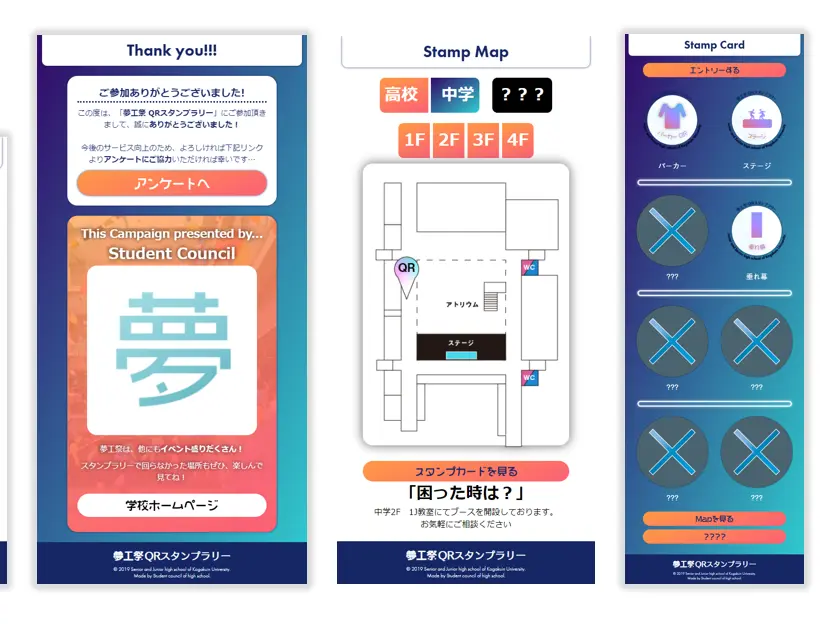 Thank you!!!
ご参加ありがとうございました!
この度は、「夢工祭 QRスタンプラリー」にご参加頂き
まして、誠にありがとうございました！
今後のサービス向上のため、よろしければ下記リンク
よりアンケートにご協力いただければ幸いです…
アンケートへ
This Campaign presented by...
Student Council
夢
夢工祭は、他にもイベント盛りだくさん！
スタンプラリーで回らなかった場所もぜひ、楽しんで
見てね！
学校ホームページ
夢工祭QRスタンプラリー
© 2019 Senior and Junior high school of Kogakuin University.
Made by Student council of high school.
Stamp Map
高校 中学 ？？？
1F 2F 3F 4F
QR
WC
アトリウム
ステージ
WC
スタンプカードを見る
「困った時は？」
中学2F 1J教室にてブースを開設しております。
お気軽にご相談ください
夢工祭QRスタンプラリー
© 2019 Senior and Junior high school of Kogakuin University.
Made by Student council of high school.
Stamp Card
エントリーする
ステージ
パーカー ステージ
垂れ幕
??? 垂れ幕
??? ???
??? ???
Mapを見る
????
夢工祭QRスタンプラリー
© 2019 Senior and Junior high school of Kogakuin University.
Made by Student council of high school.